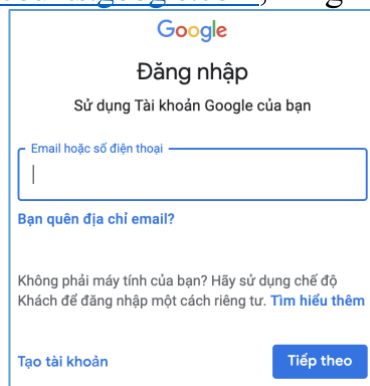 Google
Đăng nhập
Sử dụng Tài khoản Google của bạn
Email hoặc số điện thoại
Bạn quên địa chỉ email?
Không phải máy tính của bạn? Hãy sử dụng chế độ
Khách để đăng nhập một cách riêng tư. Tìm hiểu thêm
Tạo tài khoản
Tiếp theo